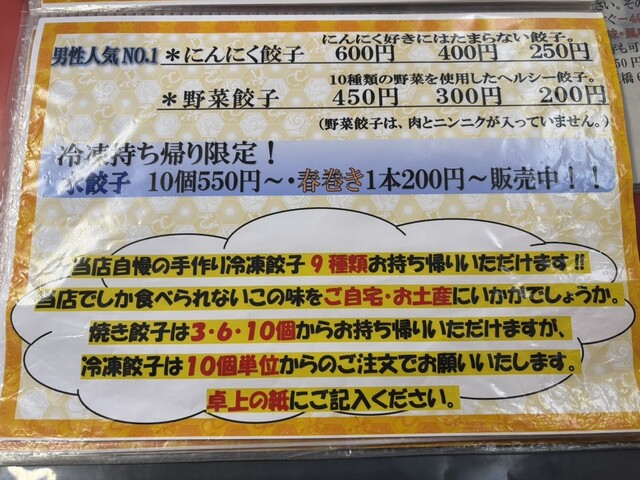 にんにく好きにはたまらない餃子。
男性人気NO.1 *にんにく餃子 600円 400円 250円
10種類の野菜を使用したヘルシー餃子。
*野菜餃子 450円 300円 200円
(野菜餃子は、肉とニンニクが入っていません。)
冷凍持ち帰り限定！
水餃子 10個550円～・春巻き1本200円～販売中！！
当店自慢の手作り冷凍餃子9種類お持ち帰りいただけます!!
当店でしか食べられないこの味をご自宅・お土産にいかがでしょうか。
焼き餃子は3・6・10個からお持ち帰りいただけますが、
冷凍餃子は10個単位からのご注文でお願いいたします。
卓上の紙にご記入ください。